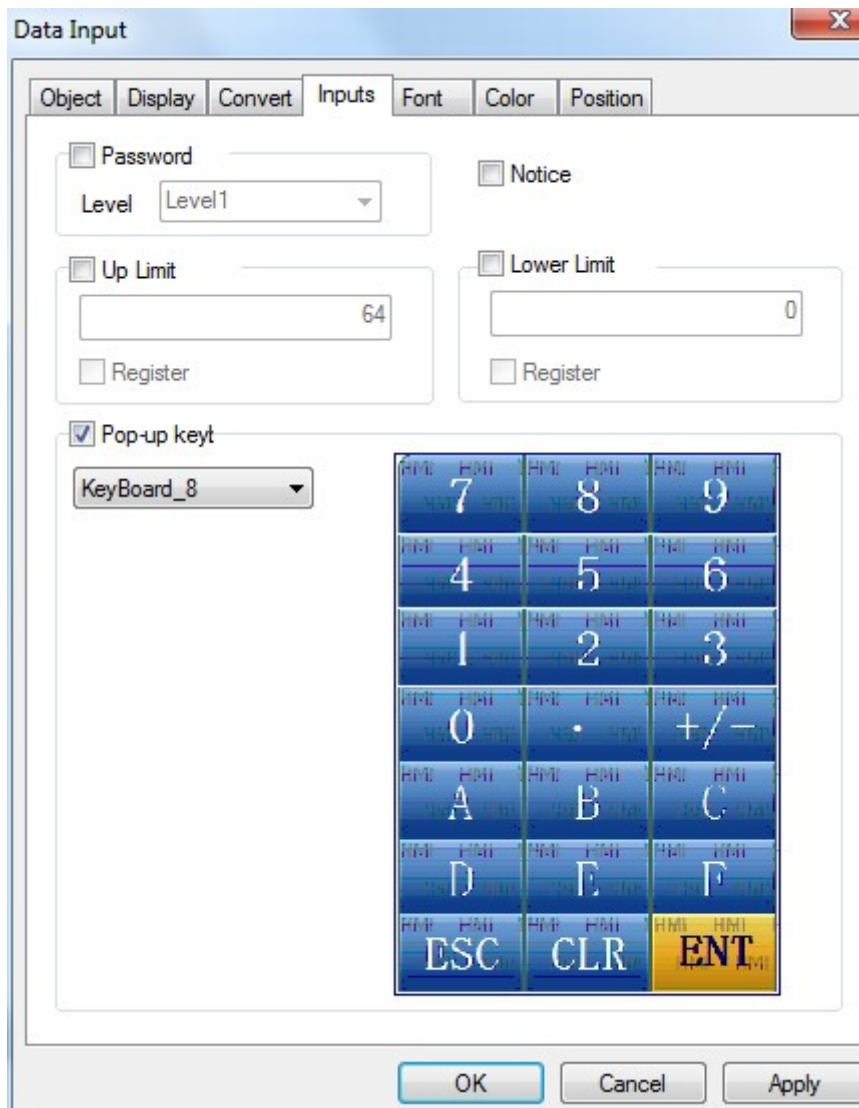 Data Input
Object Display Convert Inputs Font Color Position
Password
Notice
Level Level1
Up Limit
Lower Limit
64
0
Register
Register
Pop-up keyt
KeyBoard_8
7 8 9
4 5 6
1 2 3
0 . +/-
A B C
D E F
ESC CLR ENT
OK Cancel Apply